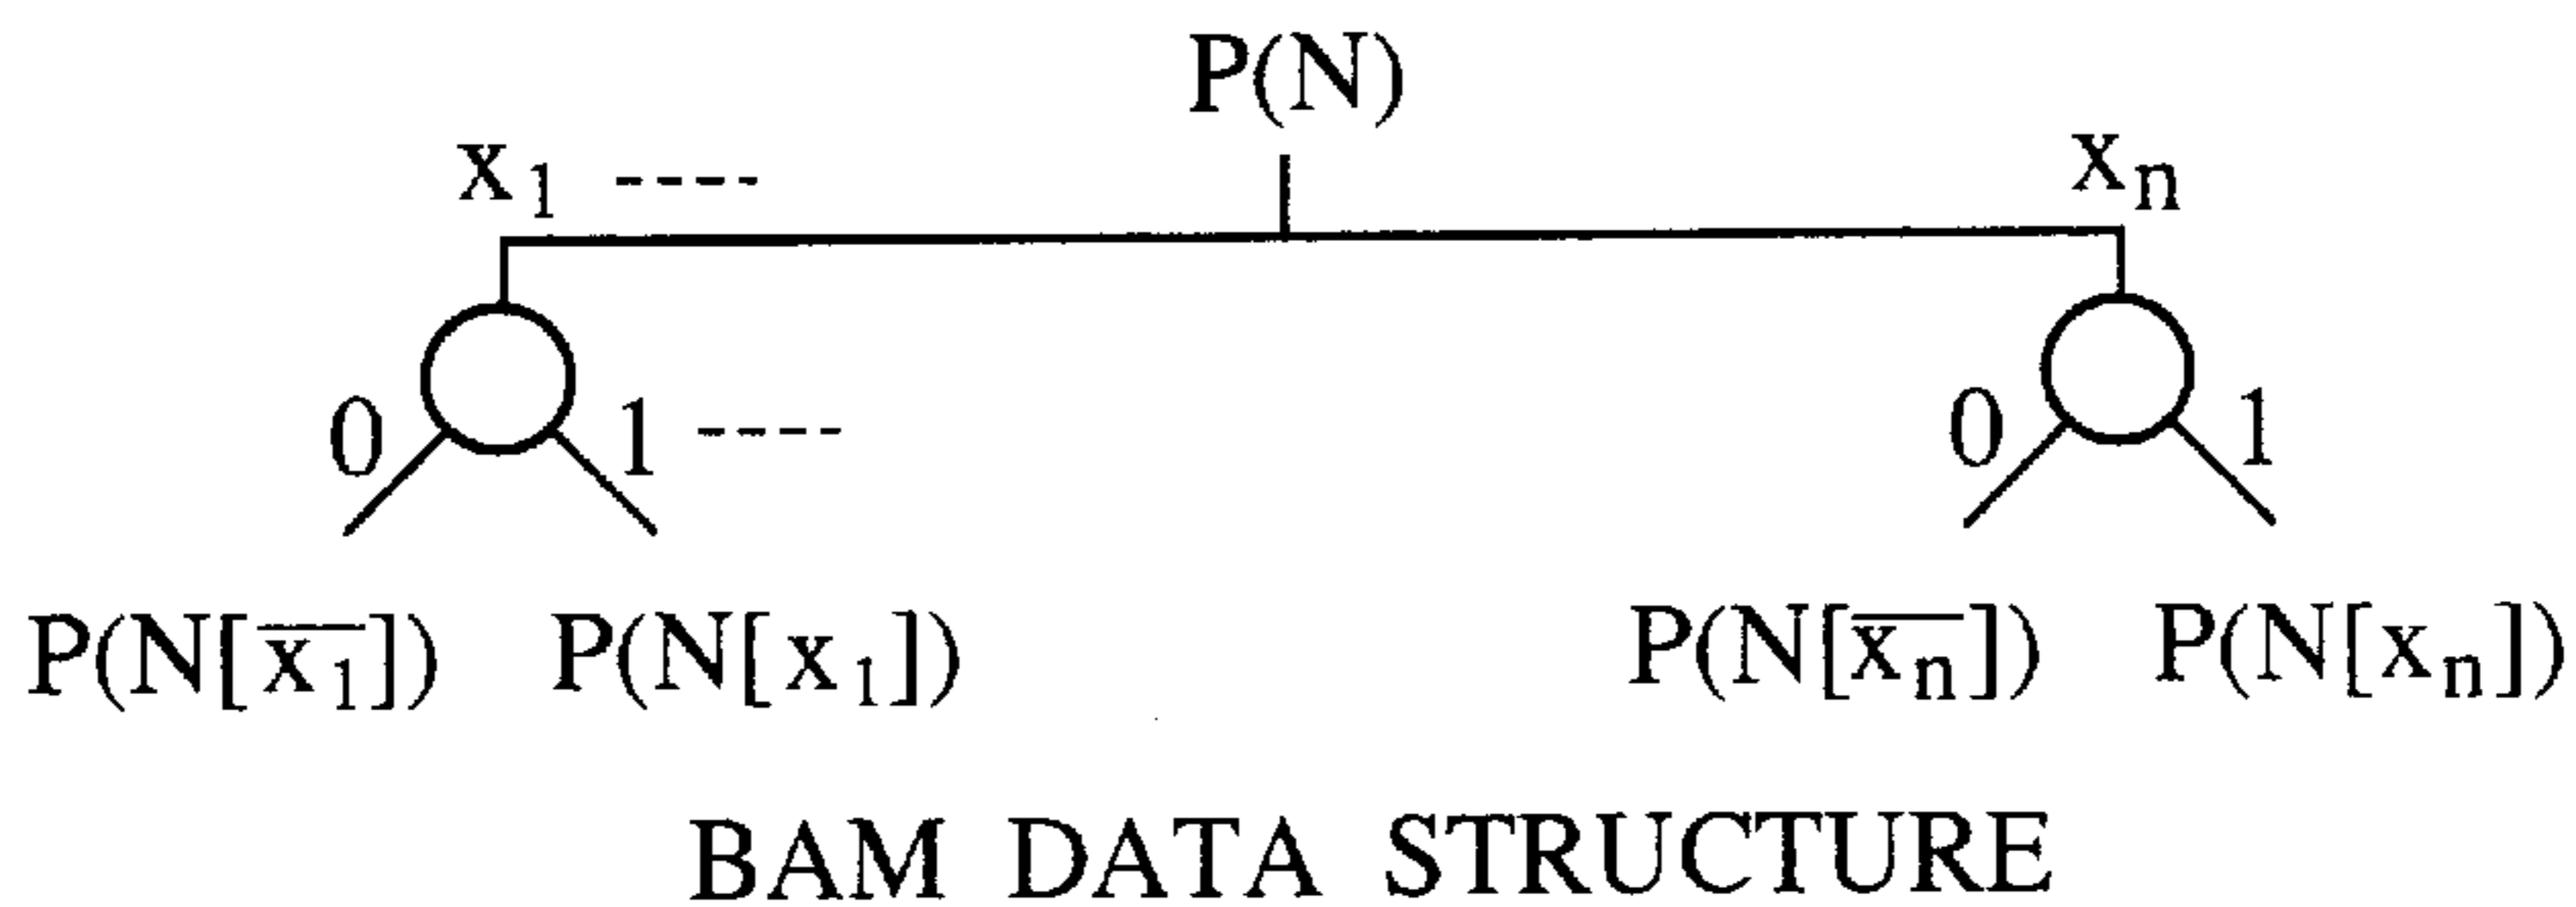 P(N)
x₁ ---- xₙ
0 1 ---- 0 1
P(N[x̅₁]) P(N[x₁]) P(N[x̅ₙ]) P(N[xₙ])
BAM DATA STRUCTURE